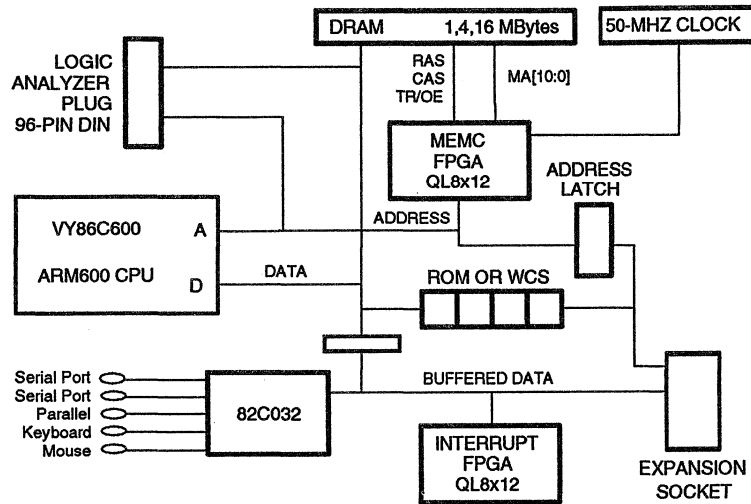 DRAM 1,4,16 MBytes
50-MHZ CLOCK
LOGIC
ANALYZER
PLUG
96-PIN DIN
RAS
CAS
TR/OE
MA[10:0]
MEMC
FPGA
QL8x12
ADDRESS
LATCH
VY86C600 A
ADDRESS
ARM600 CPU D
DATA
ROM OR WCS
Serial Port
Serial Port
Parallel
Keyboard
Mouse
82C032
BUFFERED DATA
INTERRUPT
FPGA
QL8x12
EXPANSION
SOCKET